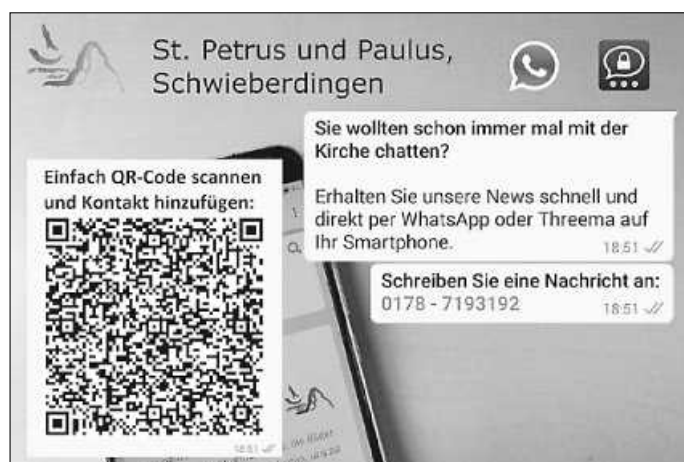 St. Petrus und Paulus,
Schwieberdingen
Sie wollten schon immer mal mit der
Kirche chatten?
Erhalten Sie unsere News schnell und
direkt per WhatsApp oder Threema auf
Ihr Smartphone.
18:51
Schreiben Sie eine Nachricht an:
0178 - 7193192
18:51
Einfach QR-Code scannen
und Kontakt hinzufügen:
18:51